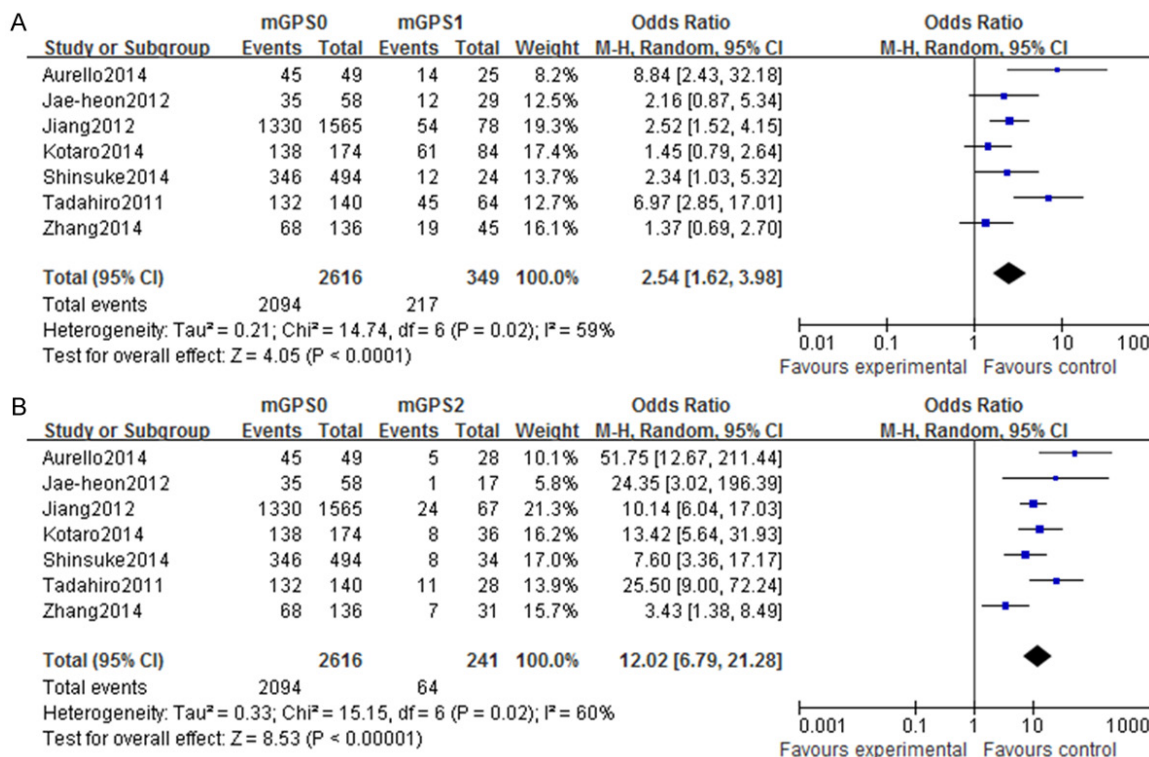 A
mGPS0 mGPS1 Odds Ratio Odds Ratio
Study or Subgroup Events Total Events Total Weight M-H, Random, 95% CI M-H, Random, 95% CI
Aurello2014 45 49 14 25 8.2% 8.84 [2.43, 32.18]
Jae-heon2012 35 58 12 29 12.5% 2.16 [0.87, 5.34]
Jiang2012 1330 1565 54 78 19.3% 2.52 [1.52, 4.15]
Kotaro2014 138 174 61 84 17.4% 1.45 [0.79, 2.64]
Shinsuke2014 346 494 12 24 13.7% 2.34 [1.03, 5.32]
Tadahiro2011 132 140 45 64 12.7% 6.97 [2.85, 17.01]
Zhang2014 68 136 19 45 16.1% 1.37 [0.69, 2.70]
Total (95% CI) 2616 349 100.0% 2.54 [1.62, 3.98]
Total events 2094 217
Heterogeneity: Tau² = 0.21; Chi² = 14.74, df = 6 (P = 0.02); I² = 59%
Test for overall effect: Z = 4.05 (P < 0.0001)
0.01 0.1 1 10 100
Favours experimental Favours control
B
mGPS0 mGPS2 Odds Ratio Odds Ratio
Study or Subgroup Events Total Events Total Weight M-H, Random, 95% CI M-H, Random, 95% CI
Aurello2014 45 49 5 28 10.1% 51.75 [12.67, 211.44]
Jae-heon2012 35 58 1 17 5.8% 24.35 [3.02, 196.39]
Jiang2012 1330 1565 24 67 21.3% 10.14 [6.04, 17.03]
Kotaro2014 138 174 8 36 16.2% 13.42 [5.64, 31.93]
Shinsuke2014 346 494 8 34 17.0% 7.60 [3.36, 17.17]
Tadahiro2011 132 140 11 28 13.9% 25.50 [9.00, 72.24]
Zhang2014 68 136 7 31 15.7% 3.43 [1.38, 8.49]
Total (95% CI) 2616 241 100.0% 12.02 [6.79, 21.28]
Total events 2094 64
Heterogeneity: Tau² = 0.33; Chi² = 15.15, df = 6 (P = 0.02); I² = 60%
Test for overall effect: Z = 8.53 (P < 0.00001)
0.001 0.1 1 10 1000
Favours experimental Favours control